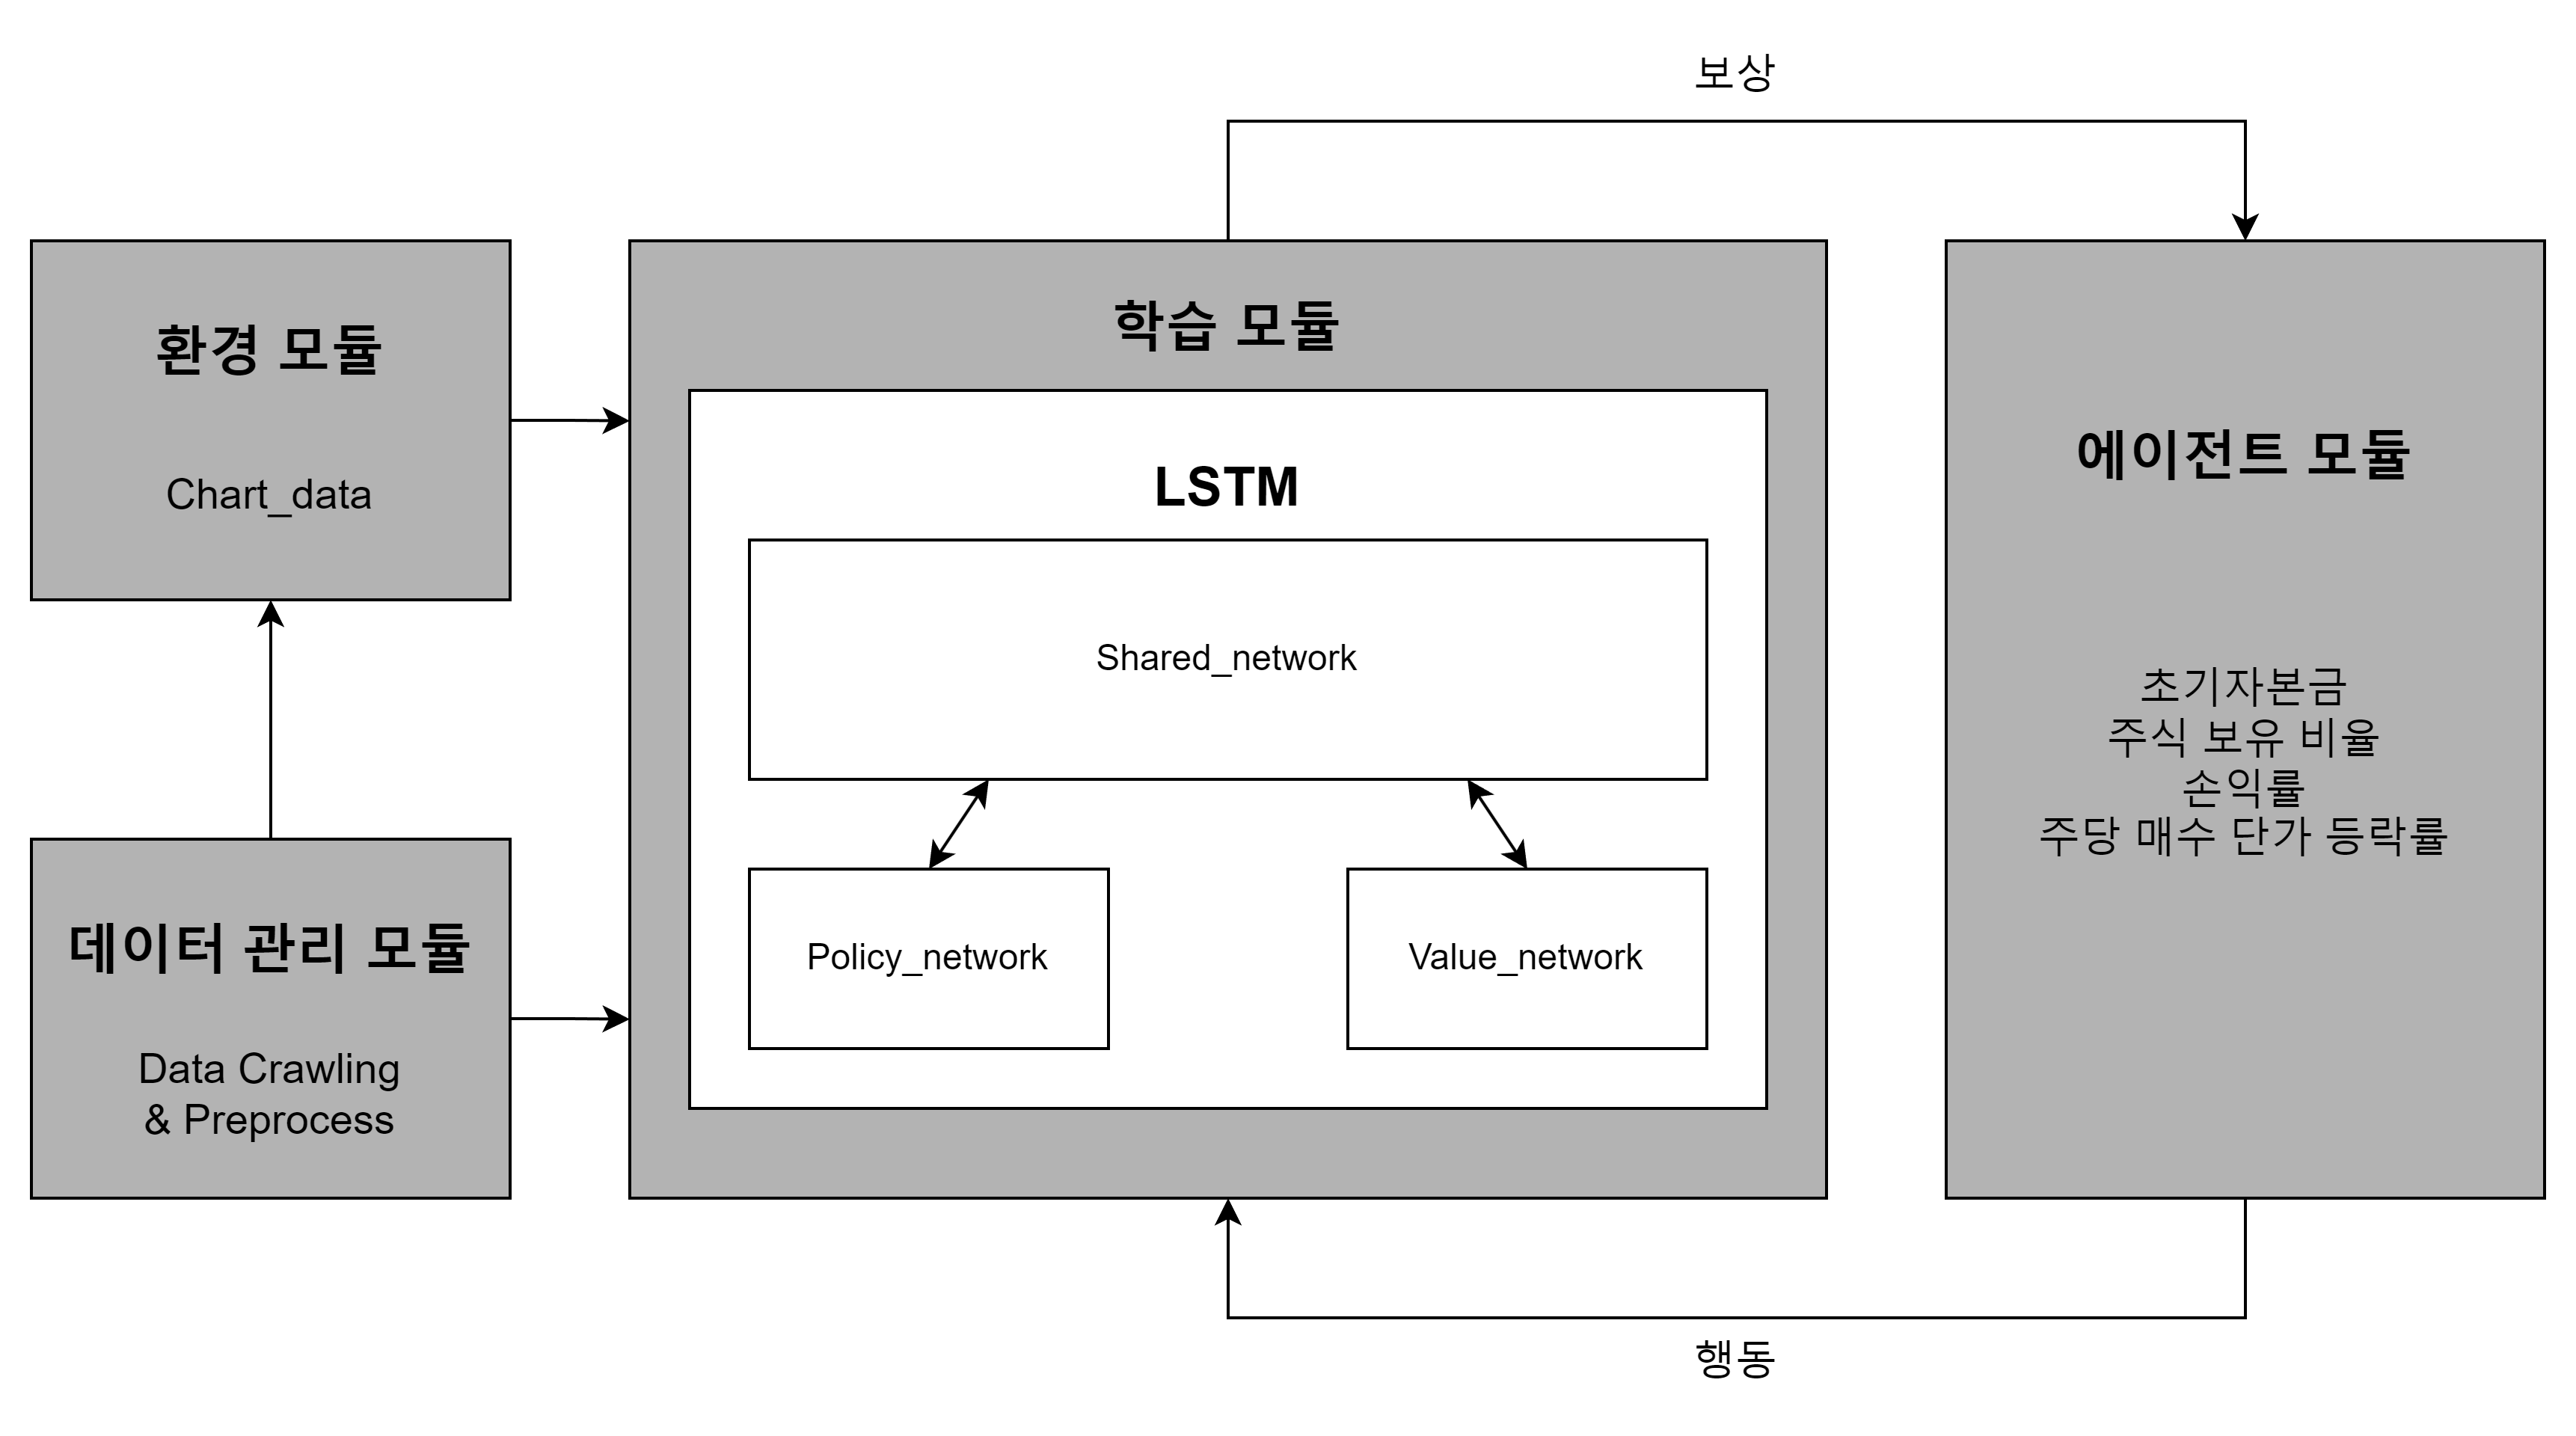 보상
환경 모듈
Chart_data
데이터 관리 모듈
Data Crawling
& Preprocess
학습 모듈
LSTM
Shared_network
Policy_network
Value_network
에이전트 모듈
초기자본금
주식 보유 비율
손익률
주당 매수 단가 등락률
행동